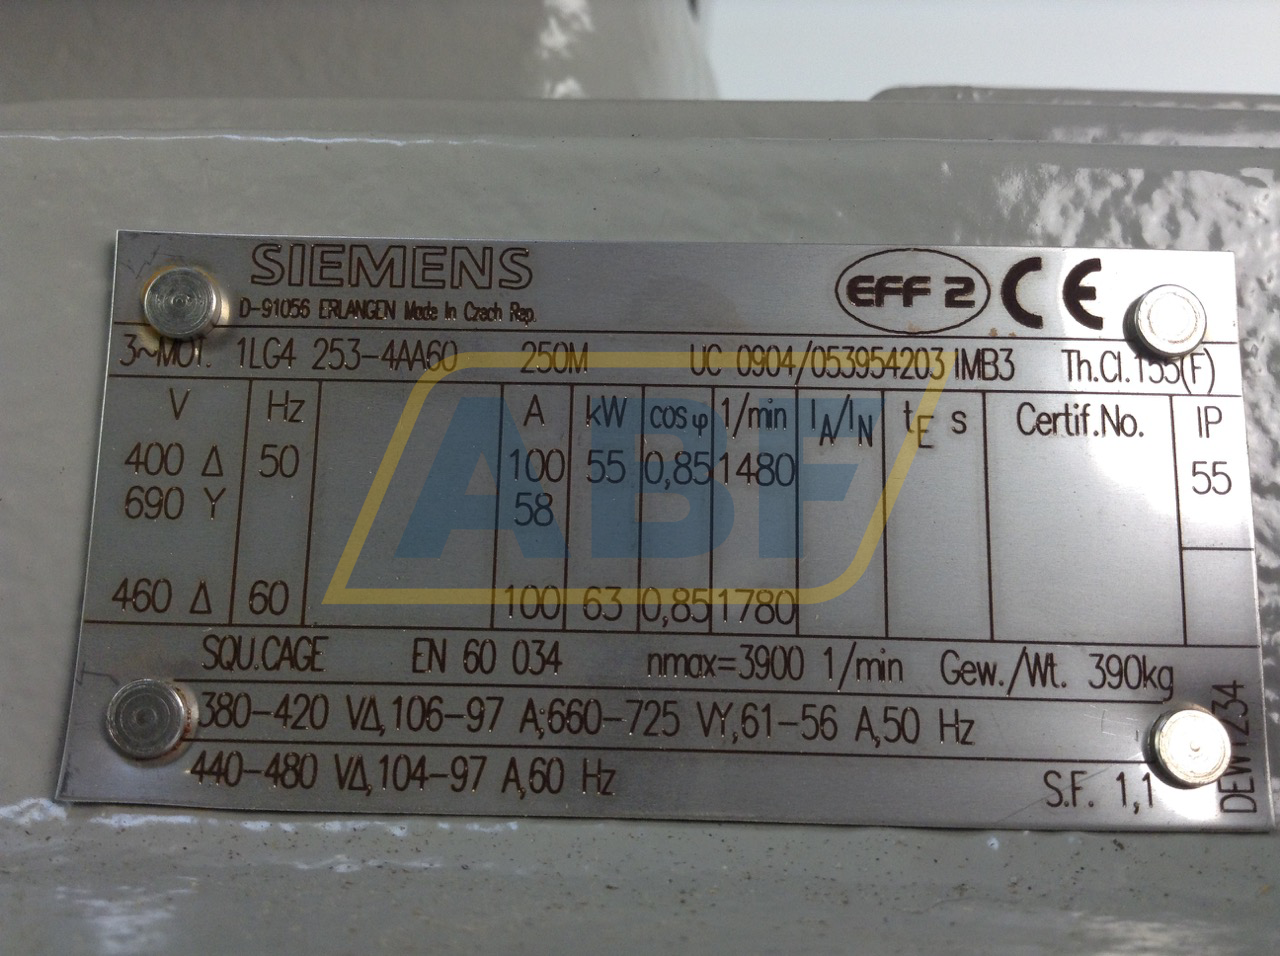 SIEMENS
EFF 2 CE
D-91056 ERLANGEN Made in Czech Rep.
3~MOT. 1LG4 253-4AA60 250M UC 0904/053954203 IMB3 Th.Cl.155(F)
V Hz A kW cos φ 1/min IA/IN tE s Certif.No. IP
400 Δ 50 100 55 0,85 1480 55
690 Y 58
460 Δ 60 100 63 0,85 1780
SQU.CAGE EN 60 034 nmax=3900 1/min Gew./Wt. 390kg
380-420 VΔ,106-97 A;660-725 VY,61-56 A,50 Hz
440-480 VΔ,104-97 A,60 Hz S.F. 1,1
DEW1234
ABF